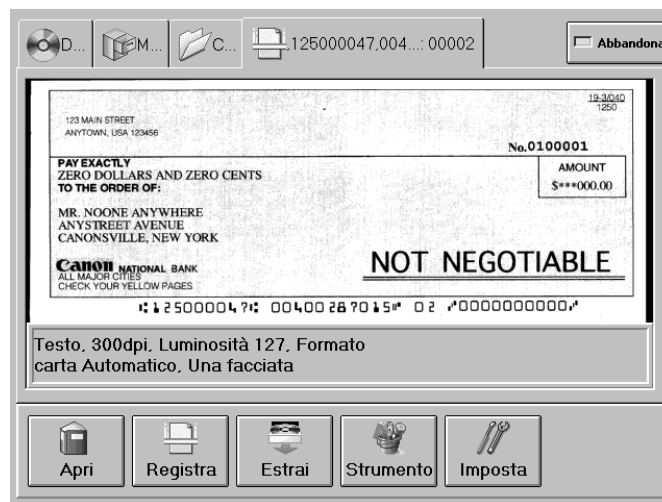 D... M... C... ,125000047,004...: 00002 Abbandona
19-3/040
1250
123 MAIN STREET
ANYTOWN, USA 123456
No.0100001
PAY EXACTLY
ZERO DOLLARS AND ZERO CENTS
TO THE ORDER OF:
AMOUNT
$***000.00
MR. NOONE ANYWHERE
ANYSTREET AVENUE
CANONSVILLE, NEW YORK
Canon NATIONAL BANK
ALL MAJOR CITIES
CHECK YOUR YELLOW PAGES
NOT NEGOTIABLE
⑆125000047⑆ 00400287015⑈ 02 ⑇0000000000⑇
Testo, 300dpi, Luminosità 127, Formato
carta Automatico, Una facciata
Apri Registra Estrai Strumento Imposta